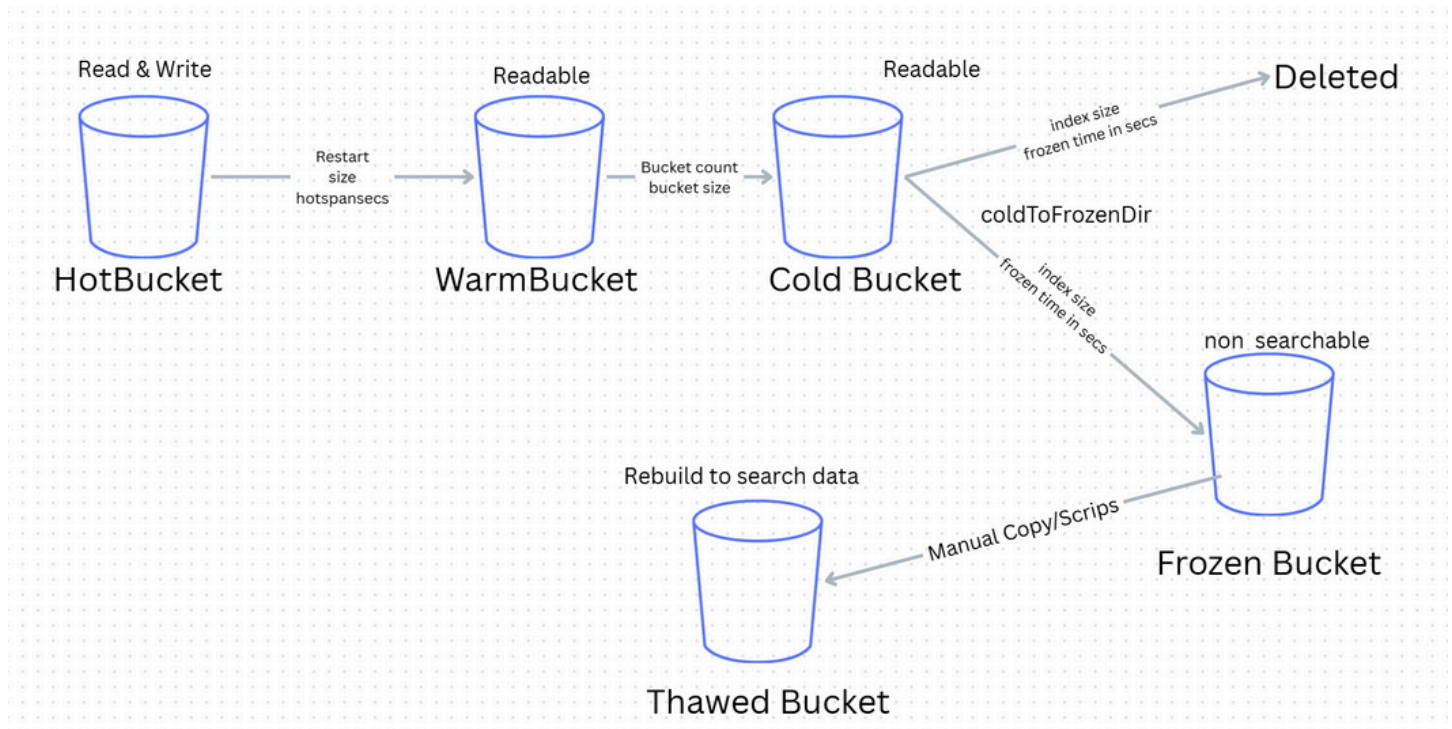 Read & Write
HotBucket
Restart
size
hotspansecs
Readable
WarmBucket
Bucket count
bucket size
Readable
Cold Bucket
index size
frozen time in secs
Deleted
coldToFrozenDir
index size
frozen time in secs
non searchable
Frozen Bucket
Manual Copy/Scrips
Rebuild to search data
Thawed Bucket